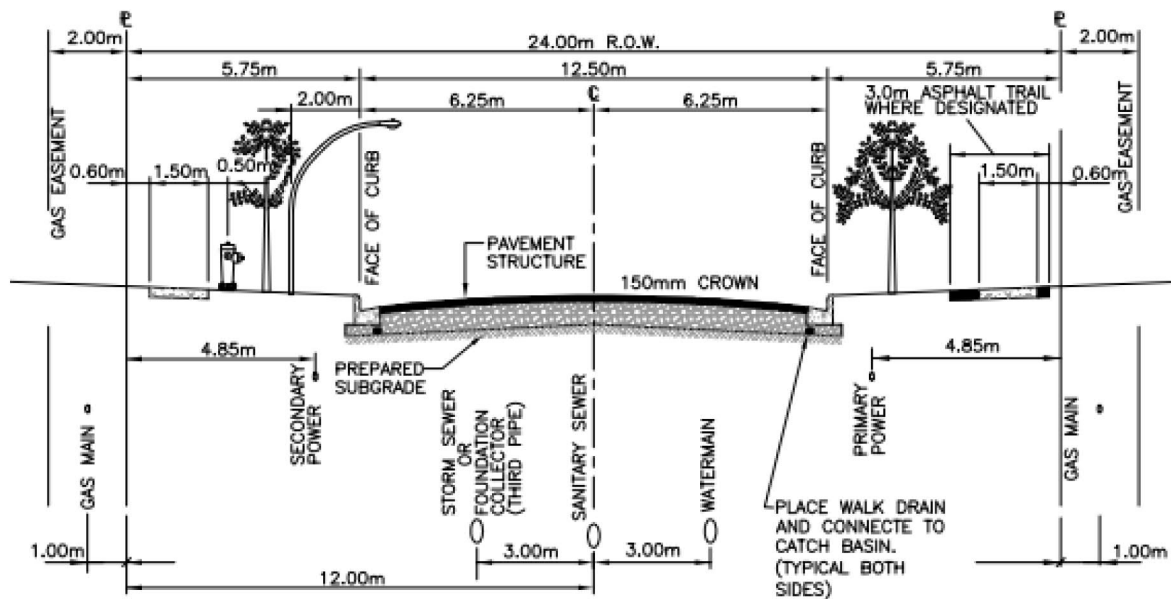 ℄ ℄
2.00m 24.00m R.O.W. 2.00m
5.75m 12.50m 5.75m
℄
2.00m 6.25m 6.25m 3.0m ASPHALT TRAIL
WHERE DESIGNATED
GAS EASEMENT
0.60m 1.50m 0.50m
FACE OF CURB
FACE OF CURB
1.50m 0.60m
GAS EASEMENT
PAVEMENT
STRUCTURE
150mm CROWN
4.85m
PREPARED
SUBGRADE
4.85m
GAS MAIN
SECONDARY
POWER
STORM SEWER
OR
FOUNDATION
COLLECTOR
(THIRD PIPE)
SANITARY SEWER
WATERMAIN
PRIMARY
POWER
GAS MAIN
PLACE WALK DRAIN
AND CONNECTE TO
CATCH BASIN.
(TYPICAL BOTH
SIDES)
1.00m 3.00m 3.00m 1.00m
12.00m